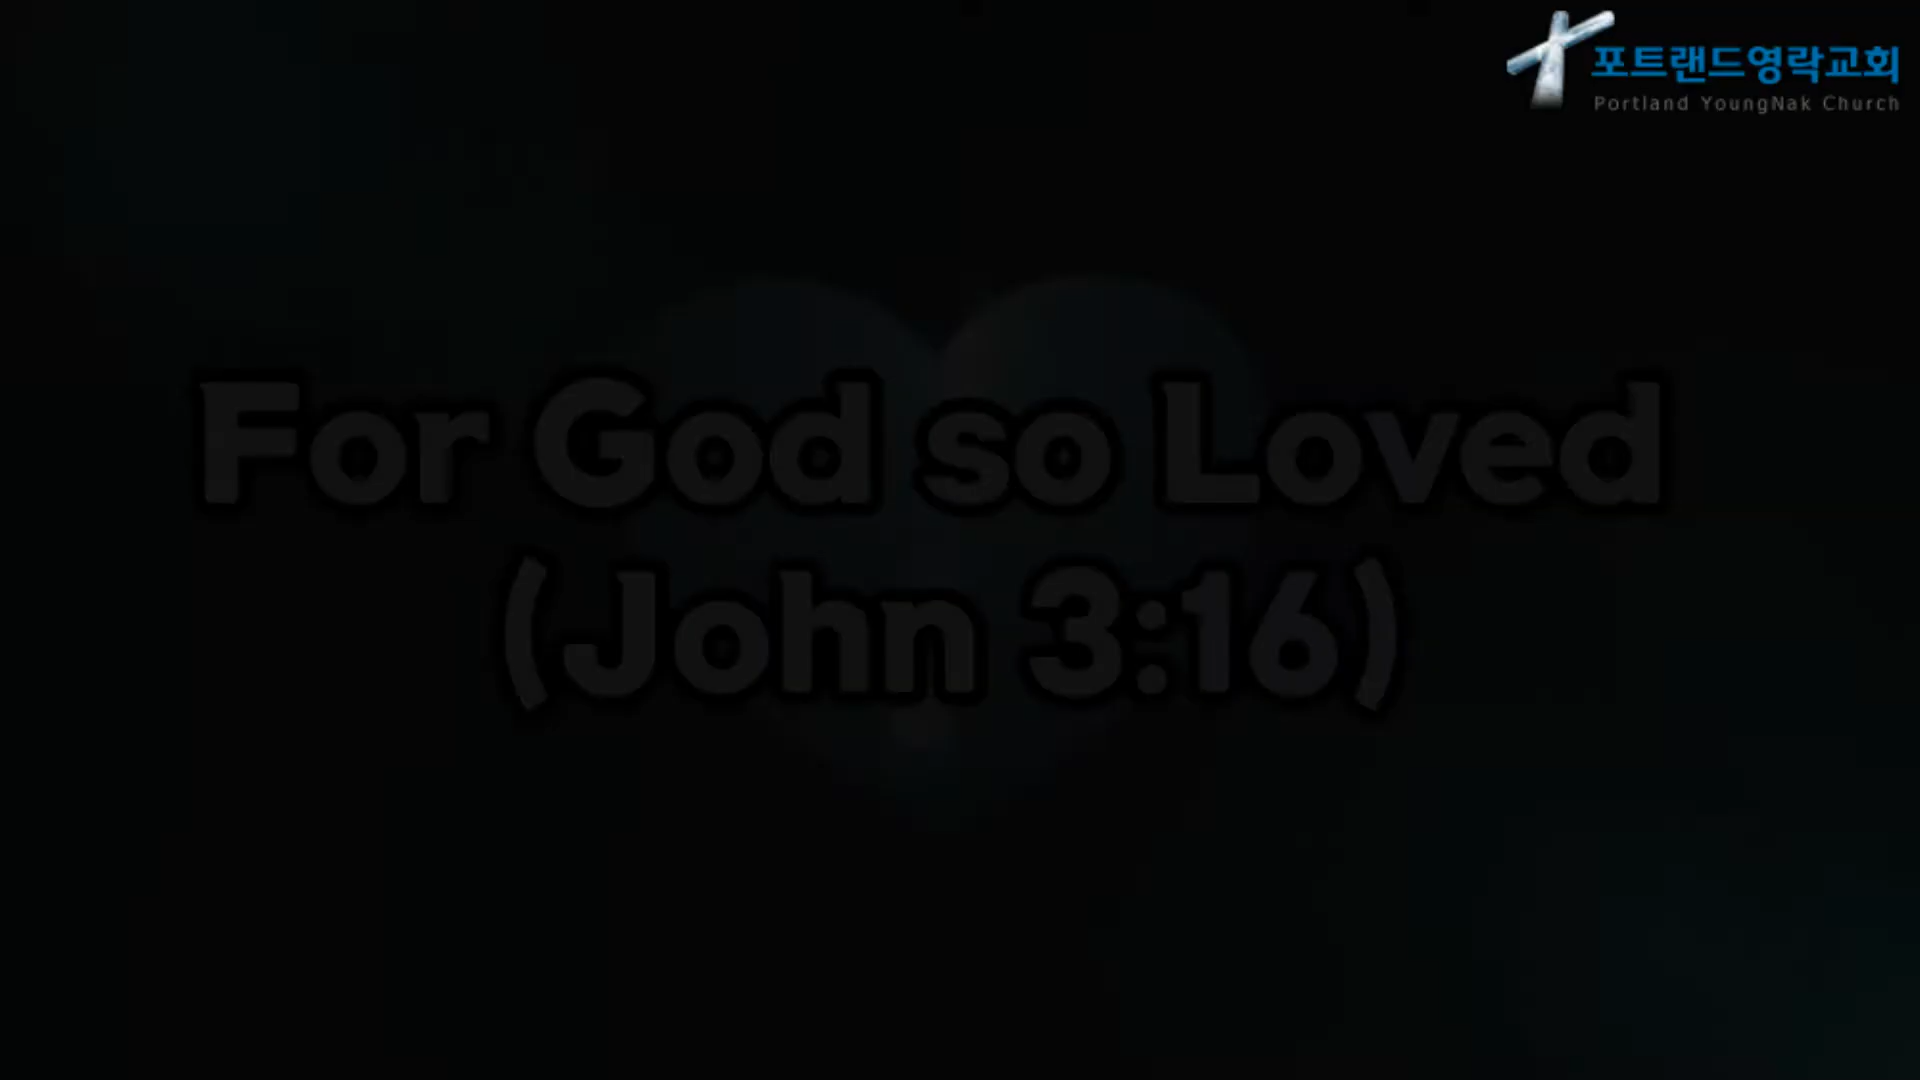 포트랜드영락교회
Portland YoungNak Church
For God so Loved
(John 3:16)